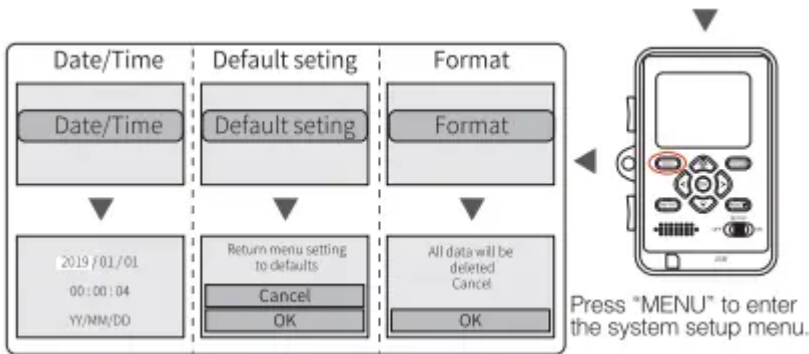 Date/Time
Default seting
Format
Date/Time
Default seting
Format
2019/01/01
00:00:04
YY/MM/DD
Return menu setting
to defaults
Cancel
OK
All data will be
deleted
Cancel
OK
Press "MENU" to enter
the system setup menu.